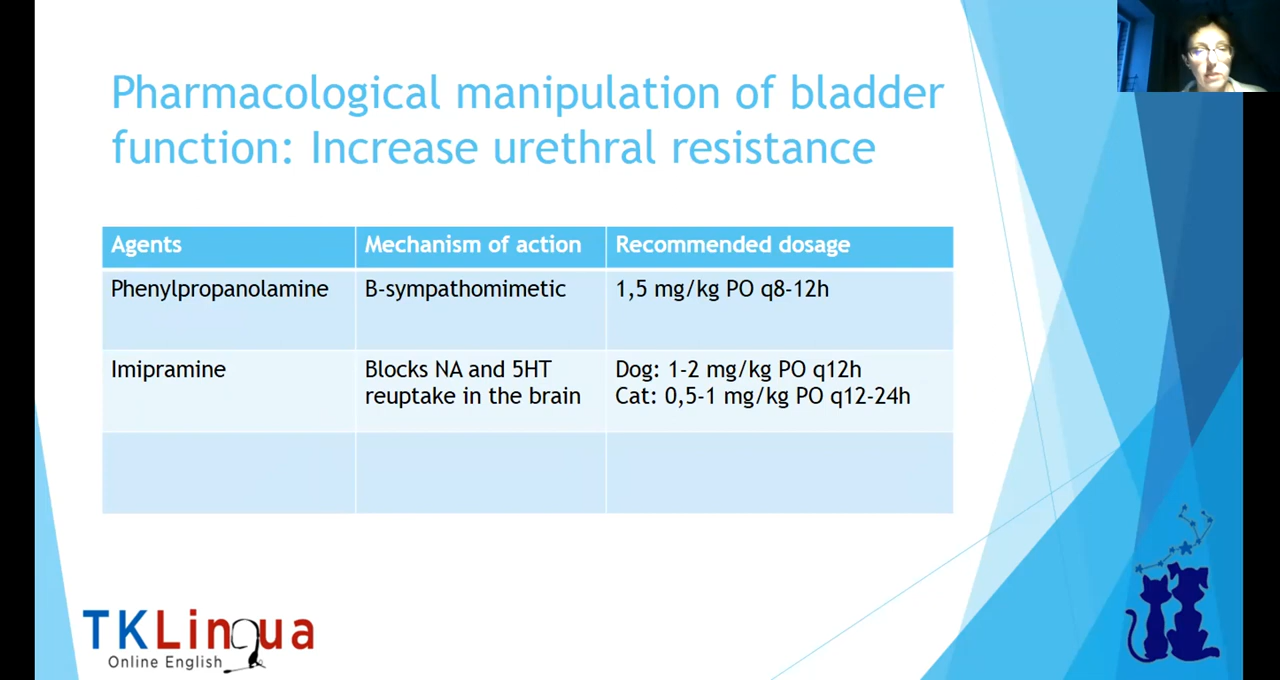 Pharmacological manipulation of bladder
function: Increase urethral resistance
Agents
Mechanism of action
Recommended dosage
Phenylpropanolamine
B-sympathomimetic
1,5 mg/kg PO q8-12h
Imipramine
Blocks NA and 5HT
reuptake in the brain
Dog: 1-2 mg/kg PO q12h
Cat: 0,5-1 mg/kg PO q12-24h
TKLingua
Online English